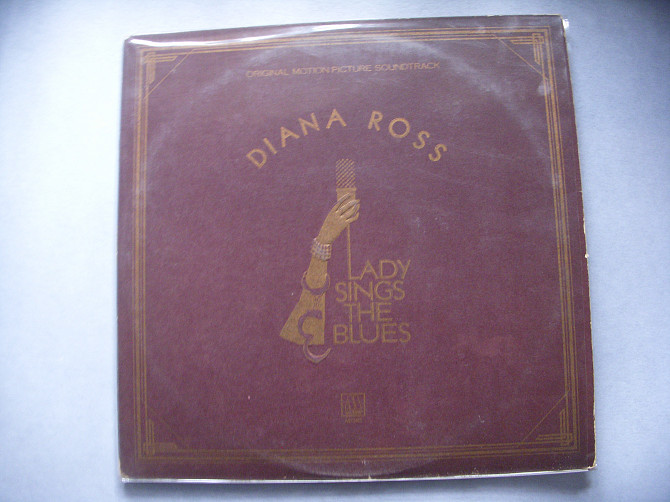 ORIGINAL MOTION PICTURE SOUNDTRACK
DIANA ROSS
LADY
SINGS
THE
BLUES